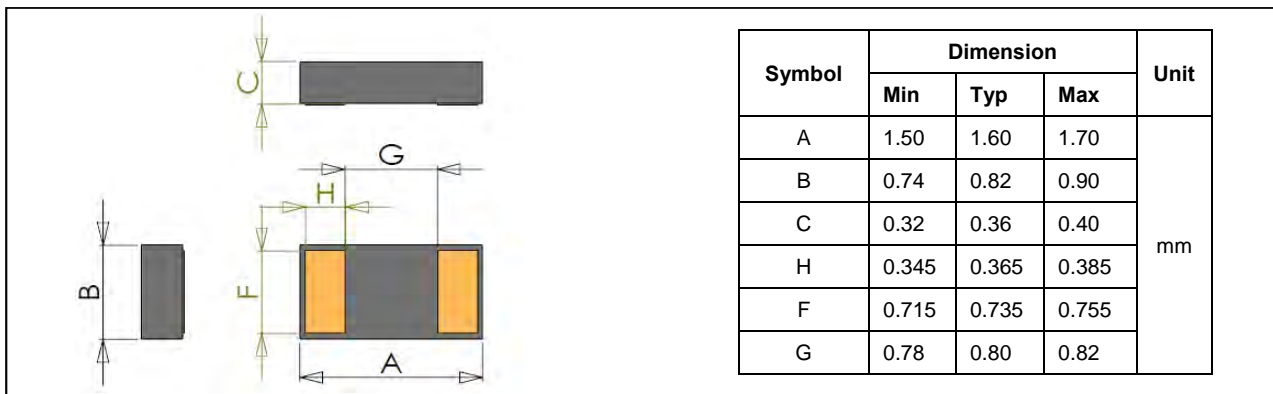 C
G
H
F
B
A
Symbol Dimension Unit
Min Typ Max
A 1.50 1.60 1.70
B 0.74 0.82 0.90
C 0.32 0.36 0.40
H 0.345 0.365 0.385
mm
F 0.715 0.735 0.755
G 0.78 0.80 0.82